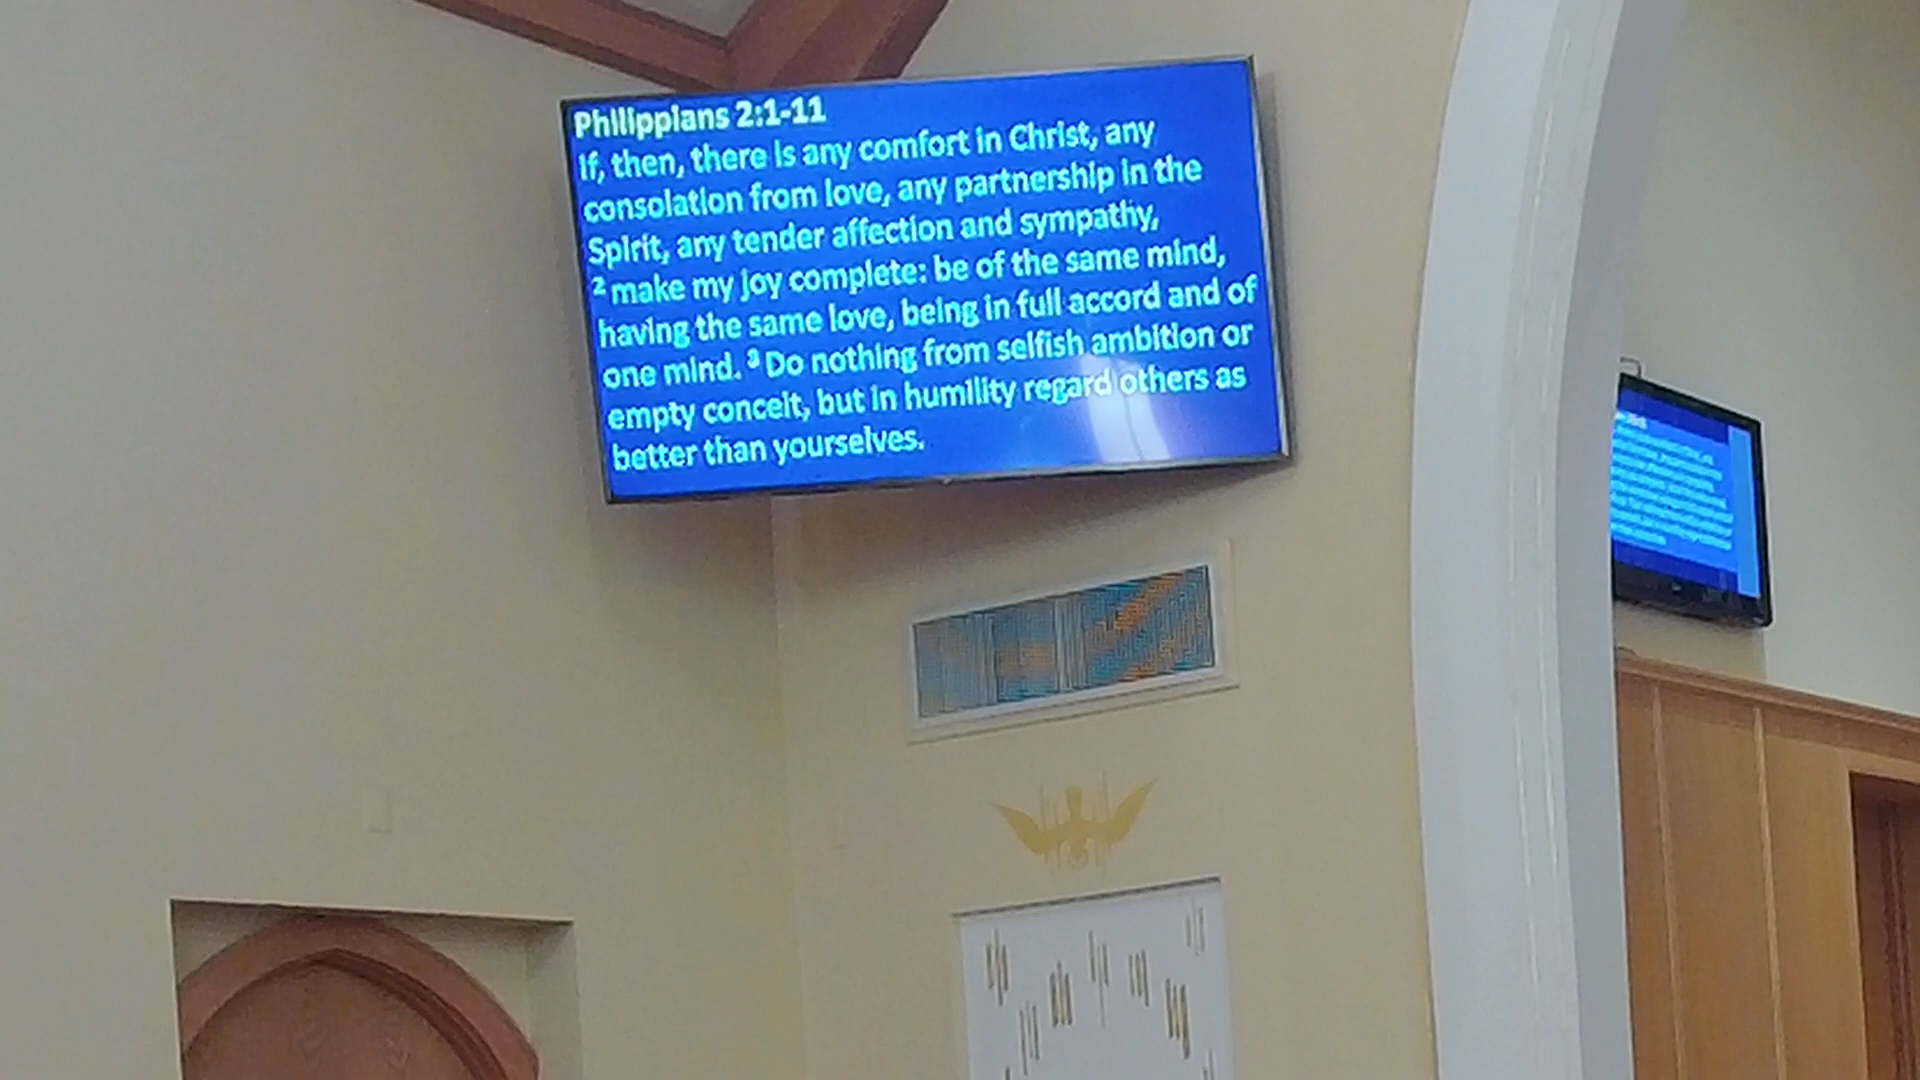 Philippians 2:1-11
If, then, there is any comfort in Christ, any
consolation from love, any partnership in the
Spirit, any tender affection and sympathy,
² make my joy complete: be of the same mind,
having the same love, being in full accord and of
one mind. ³ Do nothing from selfish ambition or
empty conceit, but in humility regard others as
better than yourselves.